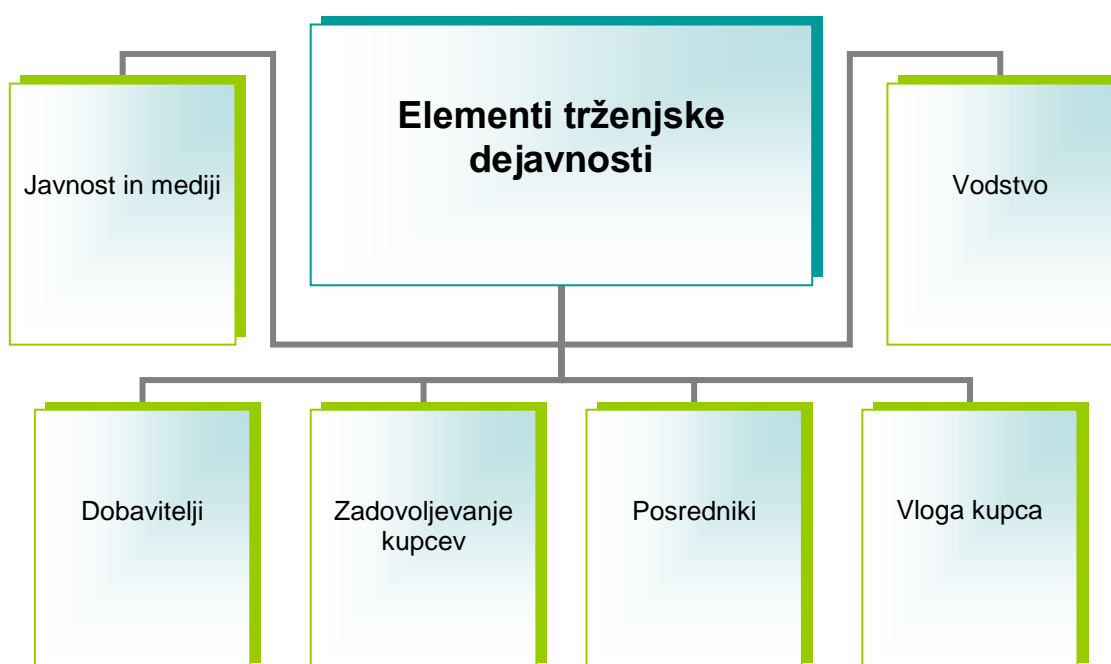 Elementi trženjske
dejavnosti
Javnost in mediji
Vodstvo
Dobavitelji
Zadovoljevanje
kupcev
Posredniki
Vloga kupca